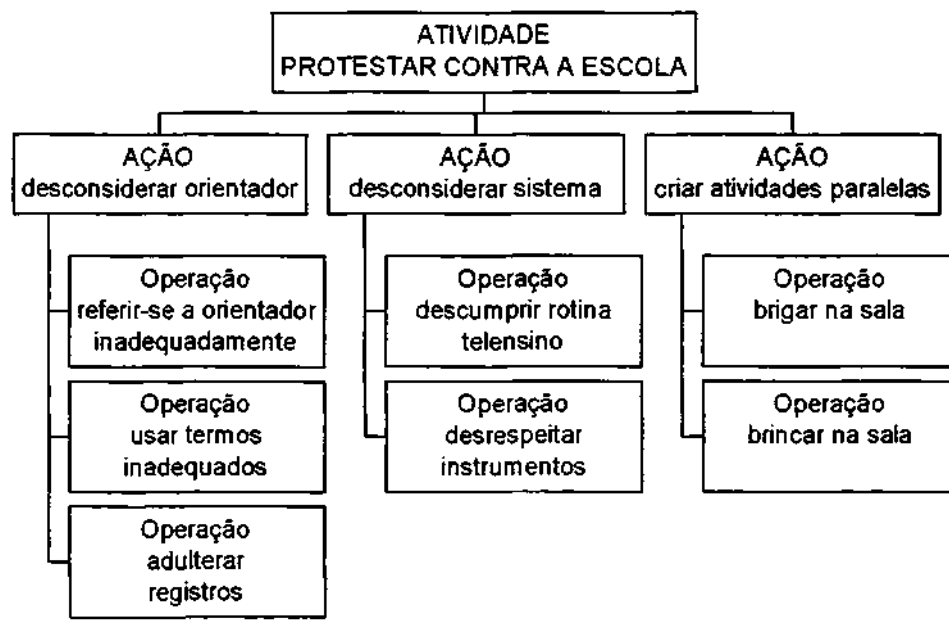 ATIVIDADE
PROTESTAR CONTRA A ESCOLA
AÇÃO
desconsiderar orientador
Operação
referir-se a orientador
inadequadamente
Operação
usar termos
inadequados
Operação
adulterar
registros
AÇÃO
desconsiderar sistema
Operação
descumprir rotina
telensino
Operação
desrespeitar
instrumentos
AÇÃO
criar atividades paralelas
Operação
brigar na sala
Operação
brincar na sala